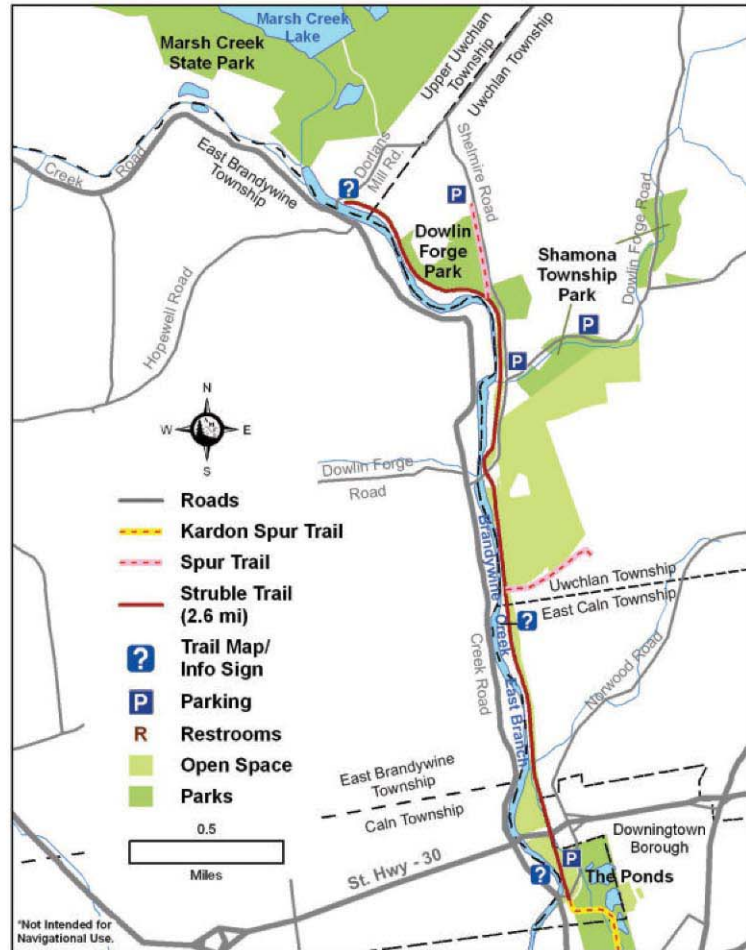 Marsh Creek
Lake
Marsh Creek
State Park
Upper Uwchlan
Township
Uwchlan Township
Creek Road
East Brandywine
Township
Dorlans
Mill Rd.
Shelmire Road
?
P
Dowlin
Forge
Park
Shamona
Township
Park
Dowlin Forge Road
P
P
Hopewell Road
N
W E
S
Dowlin Forge
Road
Roads
Kardon Spur Trail
Spur Trail
Struble Trail
(2.6 mi)
? Trail Map/
Info Sign
P Parking
R Restrooms
Open Space
Parks
0.5
Miles
Brandywine Creek East Branch
Uwchlan Township
East Caln Township
?
Creek Road
Norwood Road
East Brandywine
Township
Caln Township
St. Hwy - 30
Downingtown
Borough
P
The Ponds
?
*Not Intended for
Navigational Use.